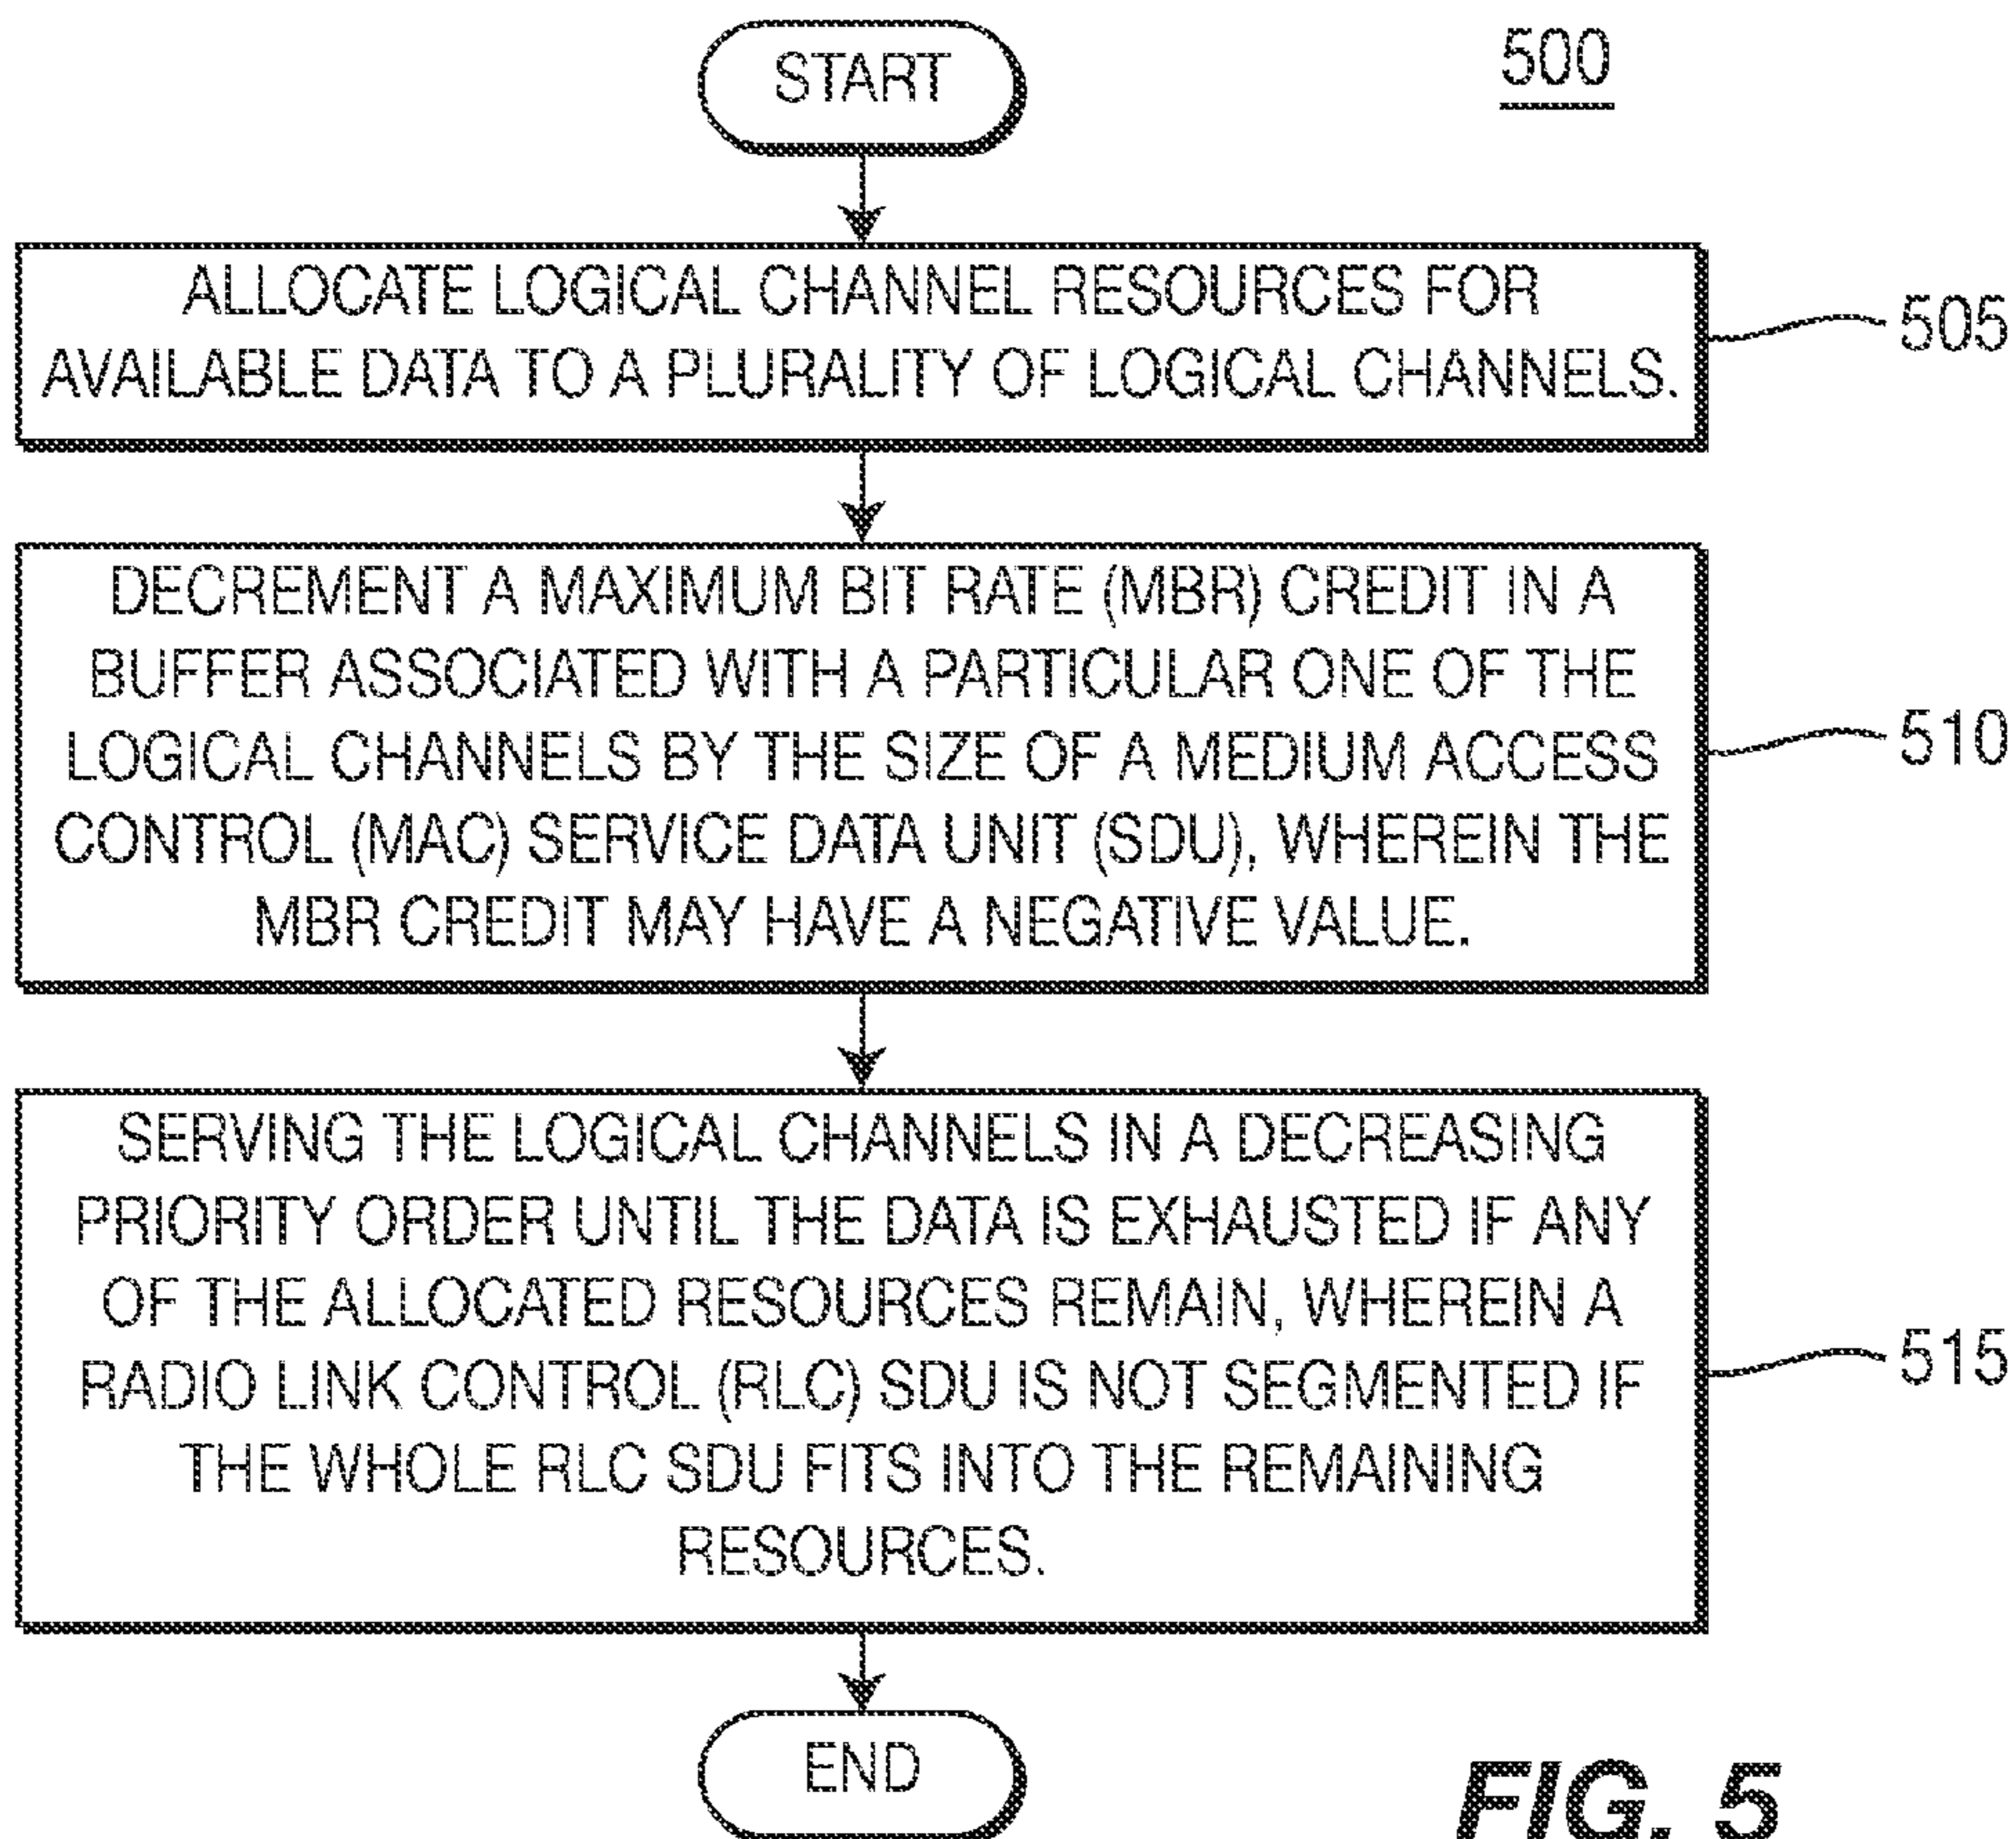 START
500
ALLOCATE LOGICAL CHANNEL RESOURCES FOR
AVAILABLE DATA TO A PLURALITY OF LOGICAL CHANNELS.
505
DECREMENT A MAXIMUM BIT RATE (MBR) CREDIT IN A
BUFFER ASSOCIATED WITH A PARTICULAR ONE OF THE
LOGICAL CHANNELS BY THE SIZE OF A MEDIUM ACCESS
CONTROL (MAC) SERVICE DATA UNIT (SDU), WHEREIN THE
MBR CREDIT MAY HAVE A NEGATIVE VALUE.
510
SERVING THE LOGICAL CHANNELS IN A DECREASING
PRIORITY ORDER UNTIL THE DATA IS EXHAUSTED IF ANY
OF THE ALLOCATED RESOURCES REMAIN, WHEREIN A
RADIO LINK CONTROL (RLC) SDU IS NOT SEGMENTED IF
THE WHOLE RLC SDU FITS INTO THE REMAINING
RESOURCES.
515
END
FIG. 5